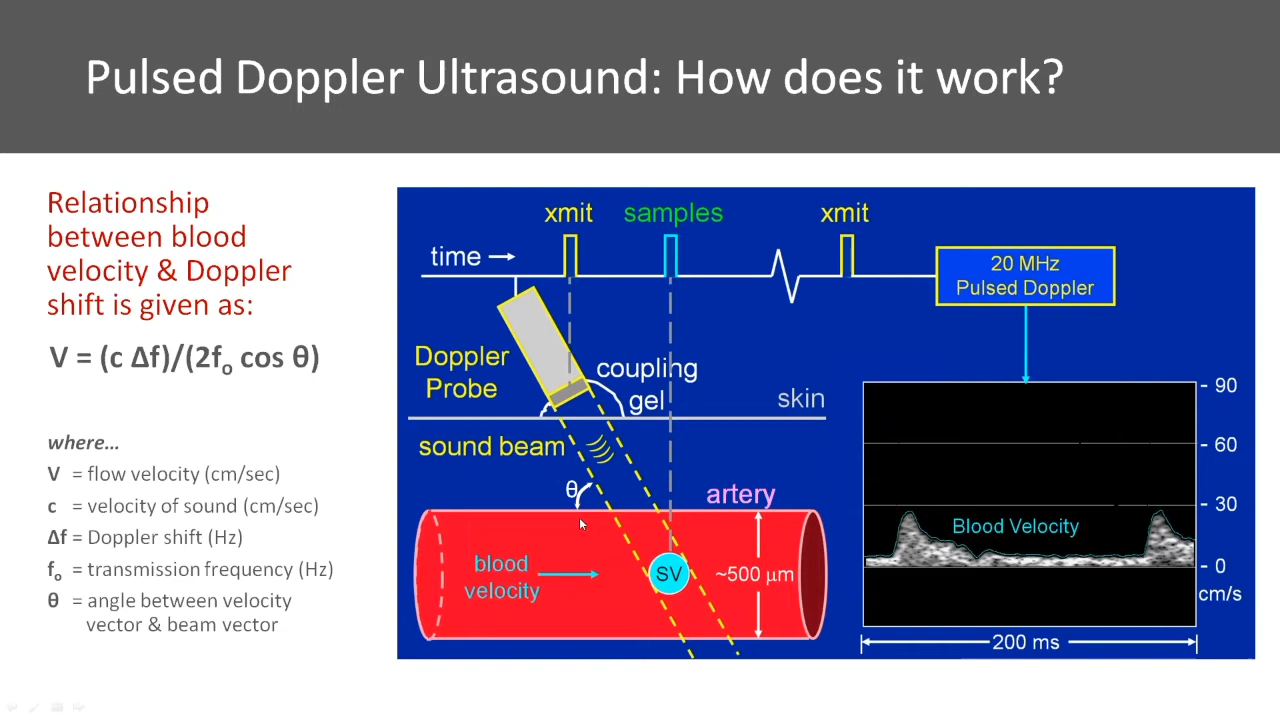 Pulsed Doppler Ultrasound: How does it work?
Relationship
between blood
velocity & Doppler
shift is given as:
V = (c Δf)/(2fₒ cos θ)
where...
V = flow velocity (cm/sec)
c = velocity of sound (cm/sec)
Δf = Doppler shift (Hz)
fₒ = transmission frequency (Hz)
θ = angle between velocity
vector & beam vector
xmit samples xmit
time
20 MHz
Pulsed Doppler
Doppler
Probe
coupling
gel
skin
sound beam
θ
artery
blood
velocity
SV
~500 μm
Blood Velocity
- 90
- 60
- 30
- 0
cm/s
200 ms